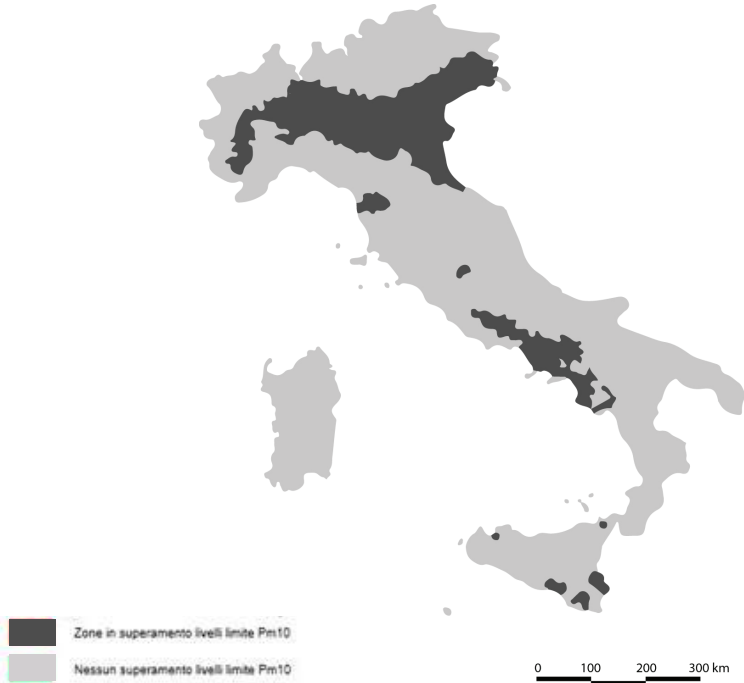 Zone in superamento livelli limite Pm10
Nessun superamento livelli limite Pm10
0 100 200 300 km